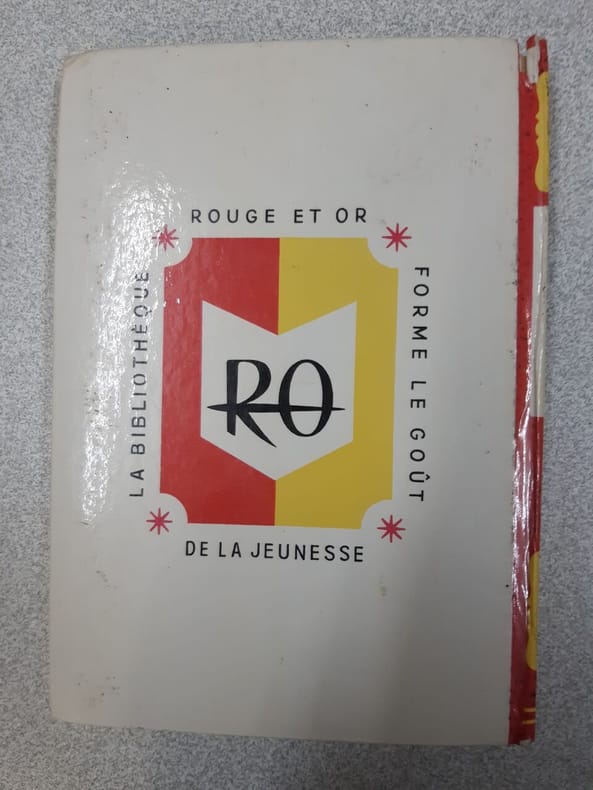 LA BIBLIOTHÈQUE
ROUGE ET OR
FORME LE GOÛT
DE LA JEUNESSE
RO